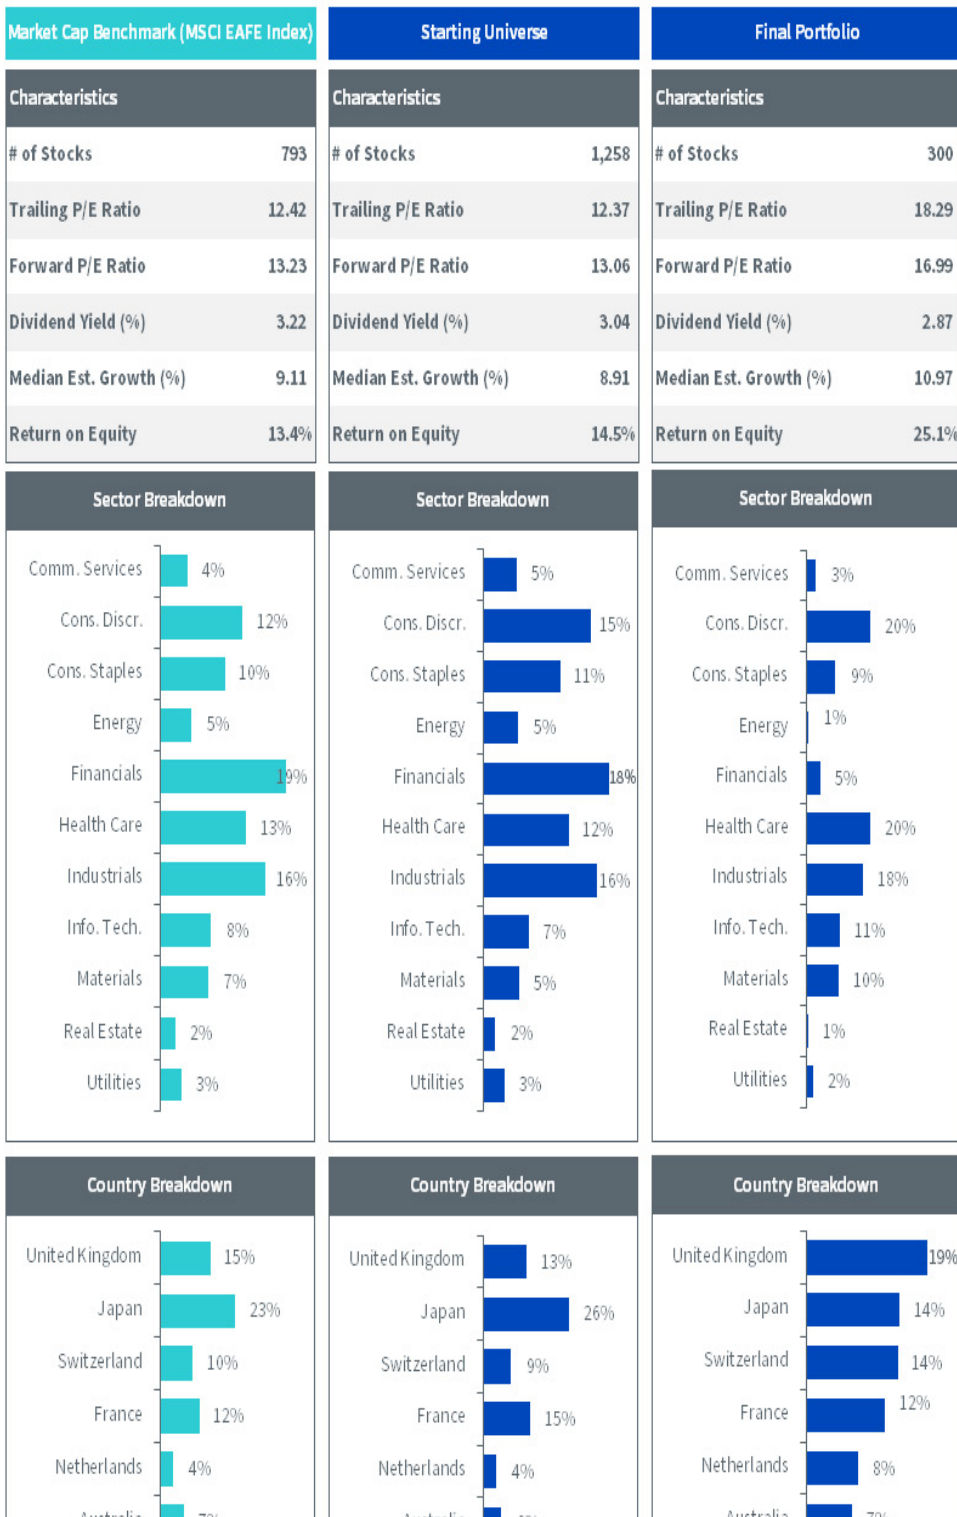 Market Cap Benchmark (MSCI EAFE Index)
Characteristics
# of Stocks 793
Trailing P/E Ratio 12.42
Forward P/E Ratio 13.23
Dividend Yield (%) 3.22
Median Est. Growth (%) 9.11
Return on Equity 13.4%
Sector Breakdown
Comm. Services 4%
Cons. Discr. 12%
Cons. Staples 10%
Energy 5%
Financials 19%
Health Care 13%
Industrials 16%
Info. Tech. 8%
Materials 7%
Real Estate 2%
Utilities 3%
Country Breakdown
United Kingdom 15%
Japan 23%
Switzerland 10%
France 12%
Netherlands 4%
Australia 7%
Starting Universe
Characteristics
# of Stocks 1,258
Trailing P/E Ratio 12.37
Forward P/E Ratio 13.06
Dividend Yield (%) 3.04
Median Est. Growth (%) 8.91
Return on Equity 14.5%
Sector Breakdown
Comm. Services 5%
Cons. Discr. 15%
Cons. Staples 11%
Energy 5%
Financials 18%
Health Care 12%
Industrials 16%
Info. Tech. 7%
Materials 5%
Real Estate 2%
Utilities 3%
Country Breakdown
United Kingdom 13%
Japan 26%
Switzerland 9%
France 15%
Netherlands 4%
Australia
Final Portfolio
Characteristics
# of Stocks 300
Trailing P/E Ratio 18.29
Forward P/E Ratio 16.99
Dividend Yield (%) 2.87
Median Est. Growth (%) 10.97
Return on Equity 25.1%
Sector Breakdown
Comm. Services 3%
Cons. Discr. 20%
Cons. Staples 9%
Energy 1%
Financials 5%
Health Care 20%
Industrials 18%
Info. Tech. 11%
Materials 10%
Real Estate 1%
Utilities 2%
Country Breakdown
United Kingdom 19%
Japan 14%
Switzerland 14%
France 12%
Netherlands 8%
Australia 7%